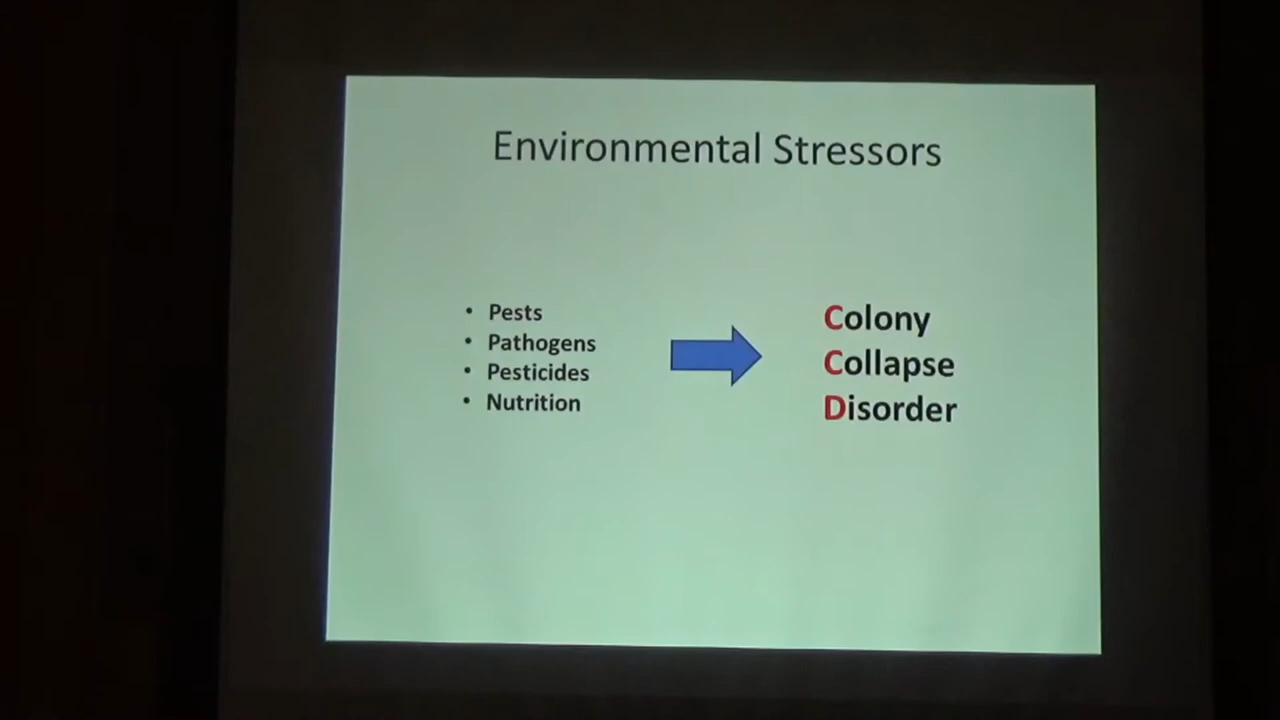 Environmental Stressors
• Pests
• Pathogens
• Pesticides
• Nutrition
Colony
Collapse
Disorder